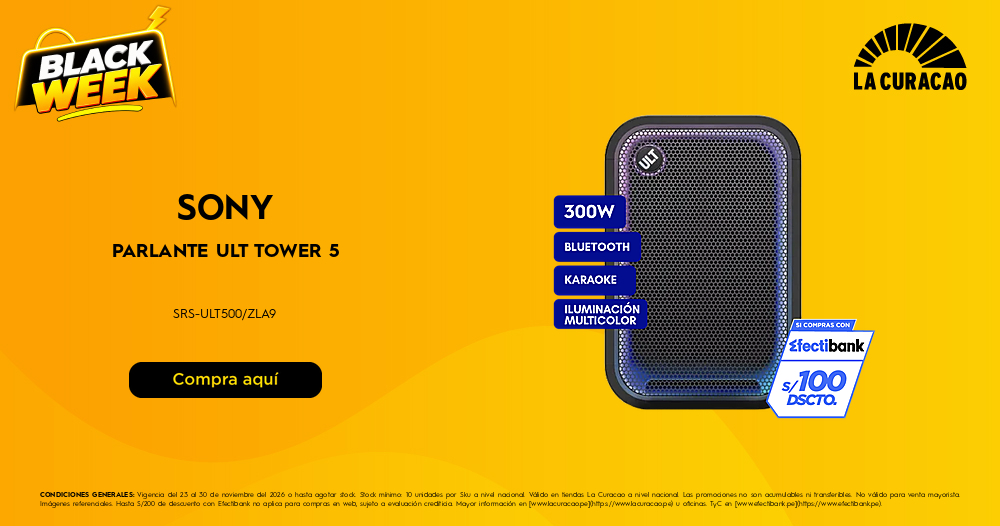 BLACK
WEEK
LA CURACAO
SONY
PARLANTE ULT TOWER 5
SRS-ULT500/ZLA9
Compra aquí
ULT
300W
BLUETOOTH
KARAOKE
ILUMINACIÓN
MULTICOLOR
SI COMPRAS CON
Efectibank
S/100
DSCTO.
CONDICIONES GENERALES: Vigencia del 23 al 30 de noviembre del 2026 o hasta agotar stock. Stock mínimo: 10 unidades por Sku a nivel nacional. Válido en tiendas La Curacao a nivel nacional. Las promociones no son acumulables ni transferibles. No válido para venta mayorista.
Imágenes referenciales. Hasta S/200 de descuento con Efectibank no aplica para compras en web, sujeto a evaluación crediticia. Mayor información en [www.lacuracao.pe](https://www.lacuracao.pe) u oficinas. TyC en [www.efectibank.pe](https://www.efectibank.pe).